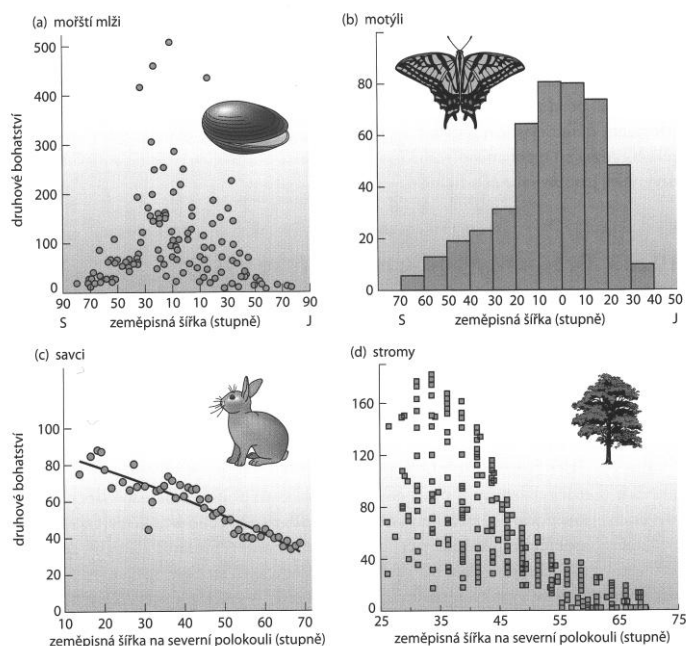 (a) mořští mlži
druhové bohatství
500
400
300
200
100
0
90 70 50 30 10 0 10 30 50 70 90
S zeměpisná šířka (stupně) J
(b) motýli
80
60
40
20
0
70 60 50 40 30 20 10 0 10 20 30 40 50
S zeměpisná šířka (stupně) J
(c) savci
druhové bohatství
100
80
60
40
20
0
10 20 30 40 50 60 70
zeměpisná šířka na severní polokouli (stupně)
(d) stromy
160
120
80
40
0
25 35 45 55 65 75
zeměpisná šířka na severní polokouli (stupně)